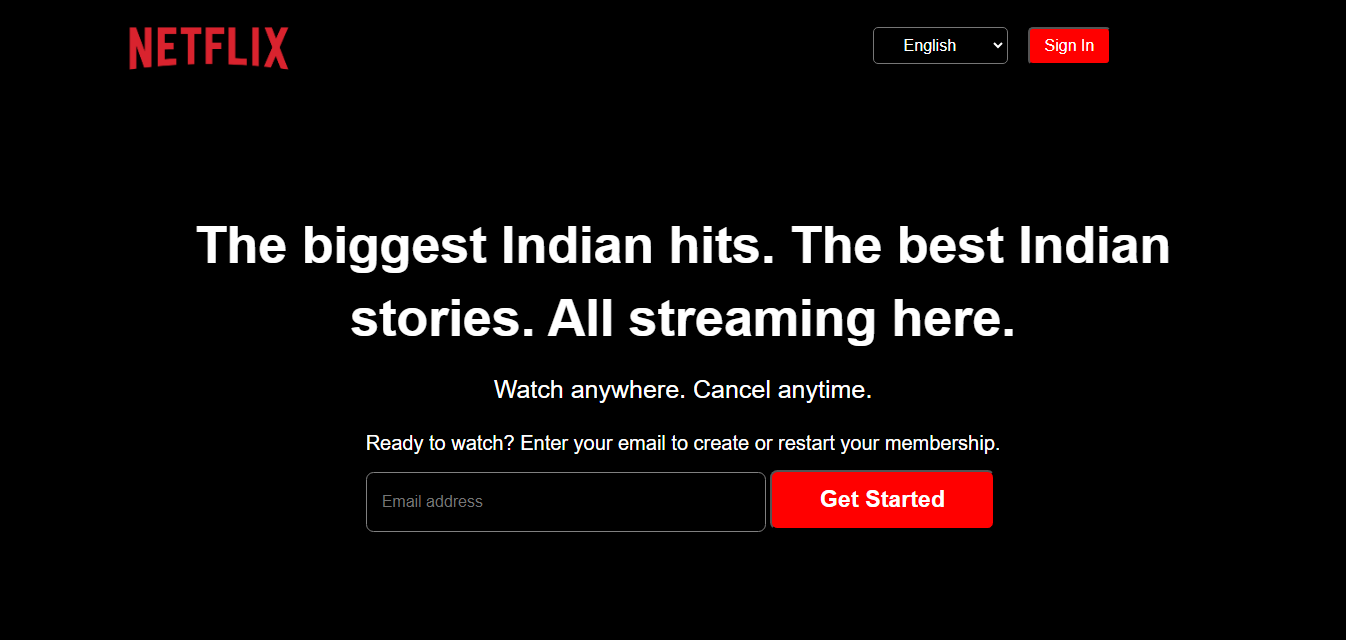 NETFLIX
English
Sign In
The biggest Indian hits. The best Indian
stories. All streaming here.
Watch anywhere. Cancel anytime.
Ready to watch? Enter your email to create or restart your membership.
Email address
Get Started